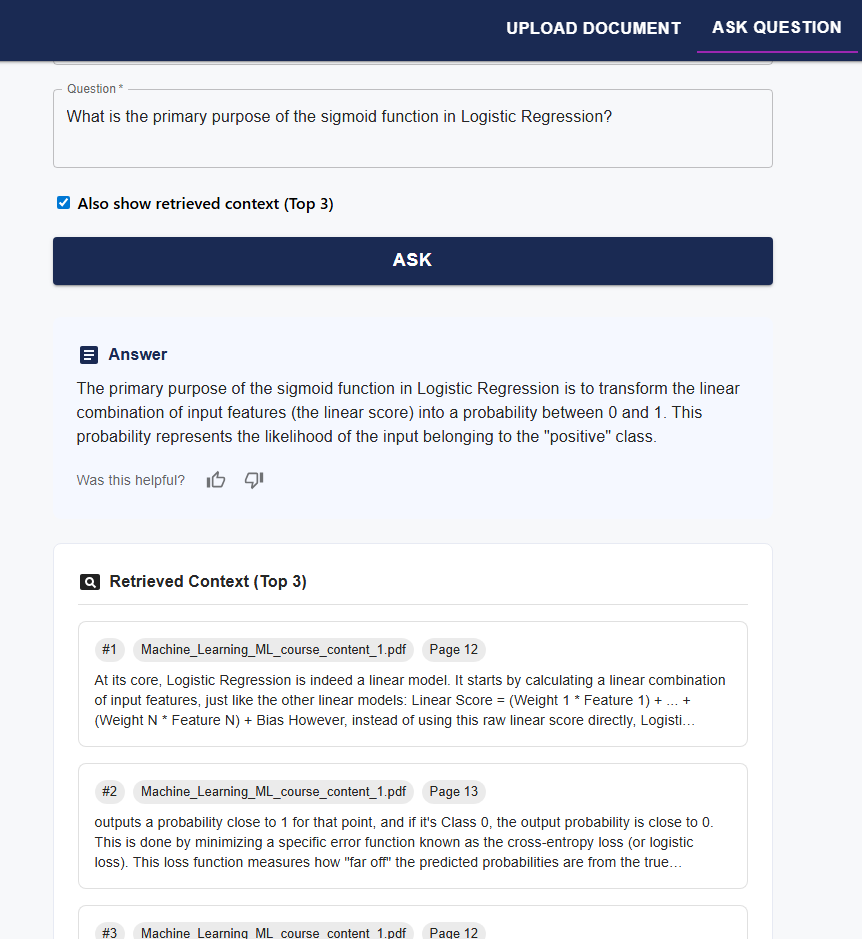 UPLOAD DOCUMENT
ASK QUESTION
Question *
What is the primary purpose of the sigmoid function in Logistic Regression?
Also show retrieved context (Top 3)
ASK
Answer
The primary purpose of the sigmoid function in Logistic Regression is to transform the linear
combination of input features (the linear score) into a probability between 0 and 1. This
probability represents the likelihood of the input belonging to the "positive" class.
Was this helpful?
Retrieved Context (Top 3)
#1 Machine_Learning_ML_course_content_1.pdf Page 12
At its core, Logistic Regression is indeed a linear model. It starts by calculating a linear combination
of input features, just like the other linear models: Linear Score = (Weight 1 * Feature 1) + ... +
(Weight N * Feature N) + Bias However, instead of using this raw linear score directly, Logisti…
#2 Machine_Learning_ML_course_content_1.pdf Page 13
outputs a probability close to 1 for that point, and if it's Class 0, the output probability is close to 0.
This is done by minimizing a specific error function known as the cross-entropy loss (or logistic
loss). This loss function measures how "far off" the predicted probabilities are from the true…
#3 Machine_Learning_ML_course_content_1.pdf Page 12